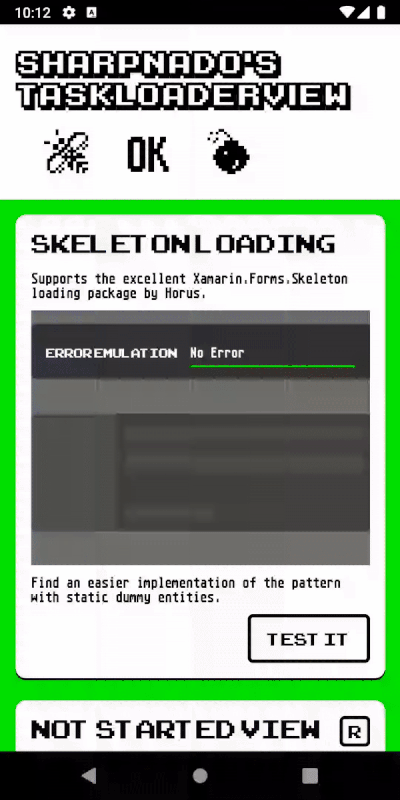 10:12
A
SHARPNADO'S
TASKLOADERVIEW
OK
SKELETONLOADING
Supports the excellent Xamarin.Forms.Skeleton
loading package by Horus.
ERROREMULATION No Error
Find an easier implementation of the pattern
with static dummy entities.
TEST IT
NOT STARTED VIEW R